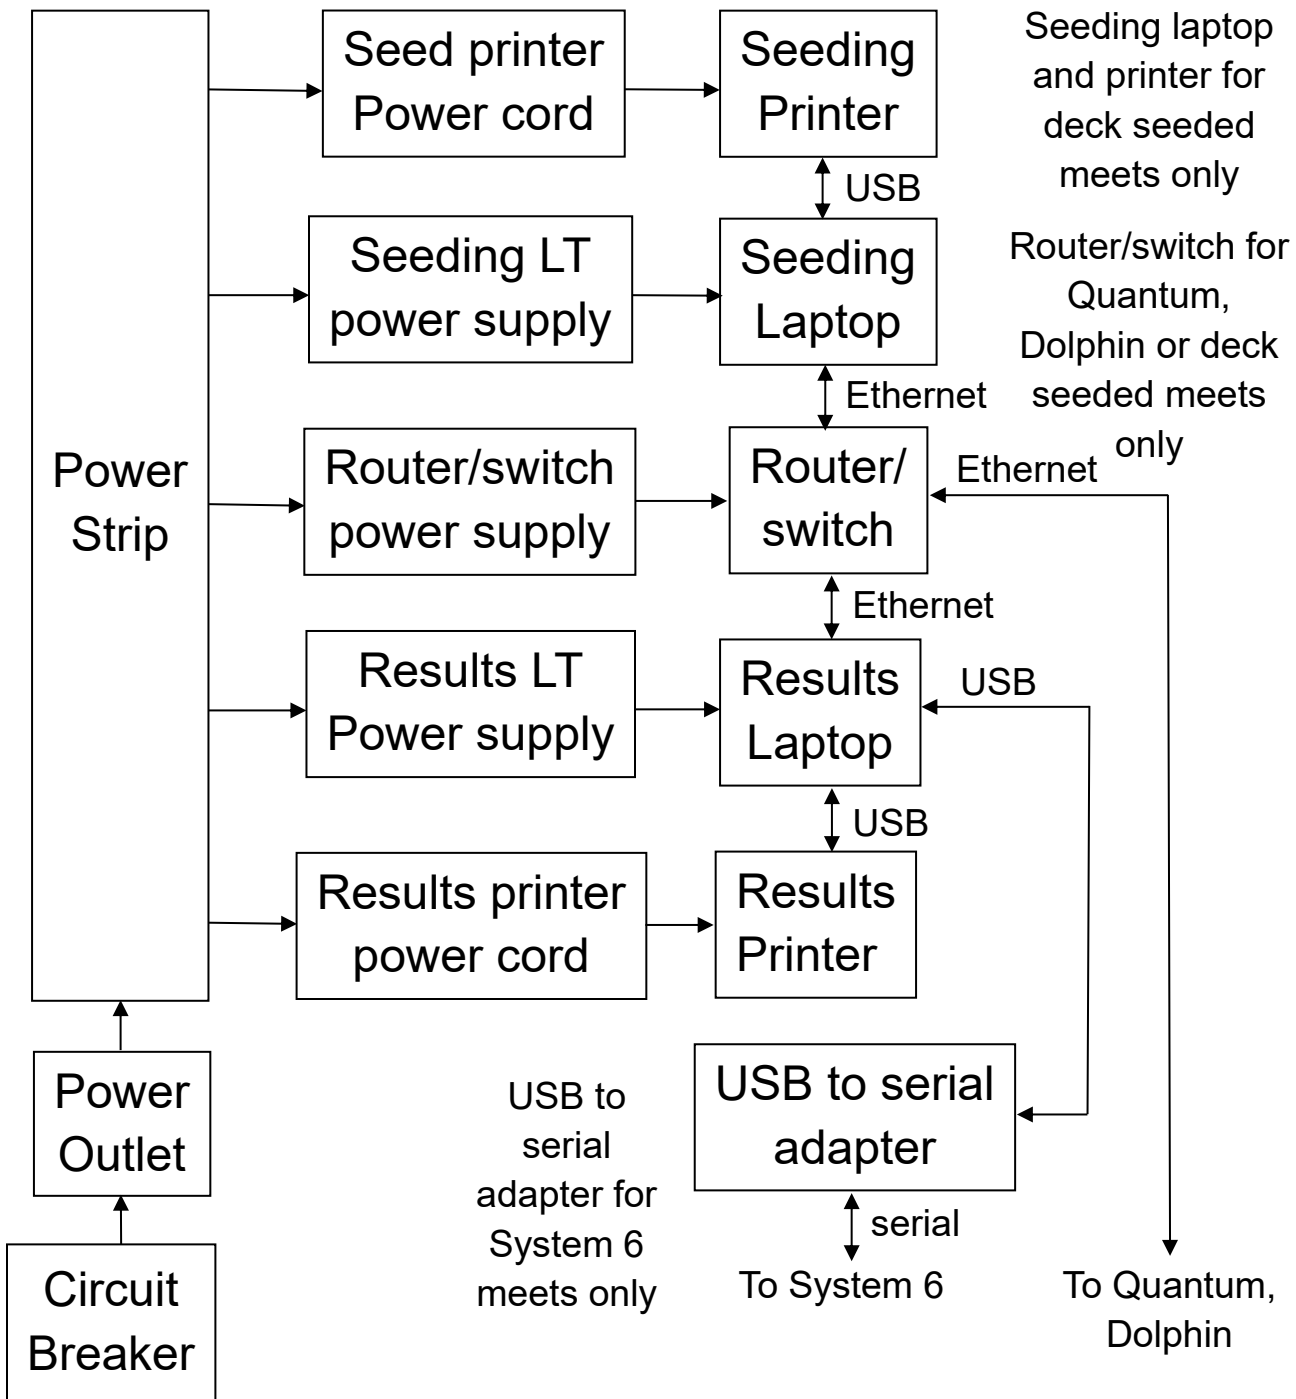 Seed printer
Power cord
Seeding
Printer
Seeding laptop
and printer for
deck seeded
meets only
USB
Seeding LT
power supply
Seeding
Laptop
Router/switch for
Quantum,
Dolphin or deck
seeded meets
only
Ethernet
Power
Strip
Router/switch
power supply
Router/
switch
Ethernet
Ethernet
Results LT
Power supply
Results
Laptop
USB
USB
Results printer
power cord
Results
Printer
Power
Outlet
USB to
serial
adapter for
System 6
meets only
USB to serial
adapter
serial
To System 6
To Quantum,
Dolphin
Circuit
Breaker